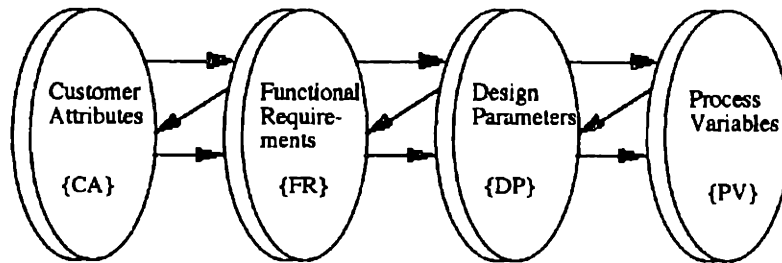 Customer
Attributes
{CA}
Functional
Require-
ments
{FR}
Design
Parameters
{DP}
Process
Variables
{PV}